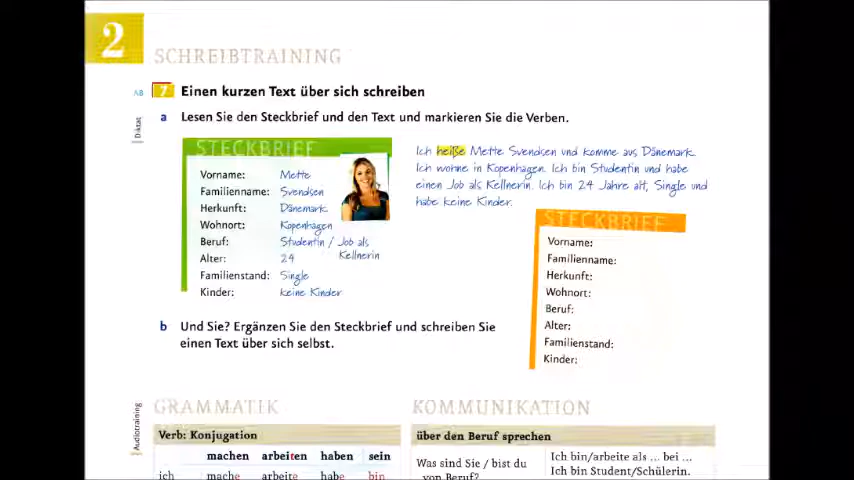 2
SCHREIBTRAINING
AB 7 Einen kurzen Text über sich schreiben
Diktat
a Lesen Sie den Steckbrief und den Text und markieren Sie die Verben.
STECKBRIEF
Vorname: Mette
Familienname: Svendsen
Herkunft: Dänemark
Wohnort: Kopenhagen
Beruf: Studentin / Job als
Kellnerin
Alter: 24
Familienstand: Single
Kinder: keine Kinder
Ich heiße Mette Svendsen und komme aus Dänemark.
Ich wohne in Kopenhagen. Ich bin Studentin und habe
einen Job als Kellnerin. Ich bin 24 Jahre alt, Single und
habe keine Kinder.
STECKBRIEF
Vorname:
Familienname:
Herkunft:
Wohnort:
Beruf:
Alter:
Familienstand:
Kinder:
b Und Sie? Ergänzen Sie den Steckbrief und schreiben Sie
einen Text über sich selbst.
Audiotraining
GRAMMATIK
Verb: Konjugation
machen arbeiten haben sein
ich mache arbeite habe bin
KOMMUNIKATION
über den Beruf sprechen
Was sind Sie / bist du
von Beruf?
Ich bin/arbeite als ... bei ...
Ich bin Student/Schülerin.